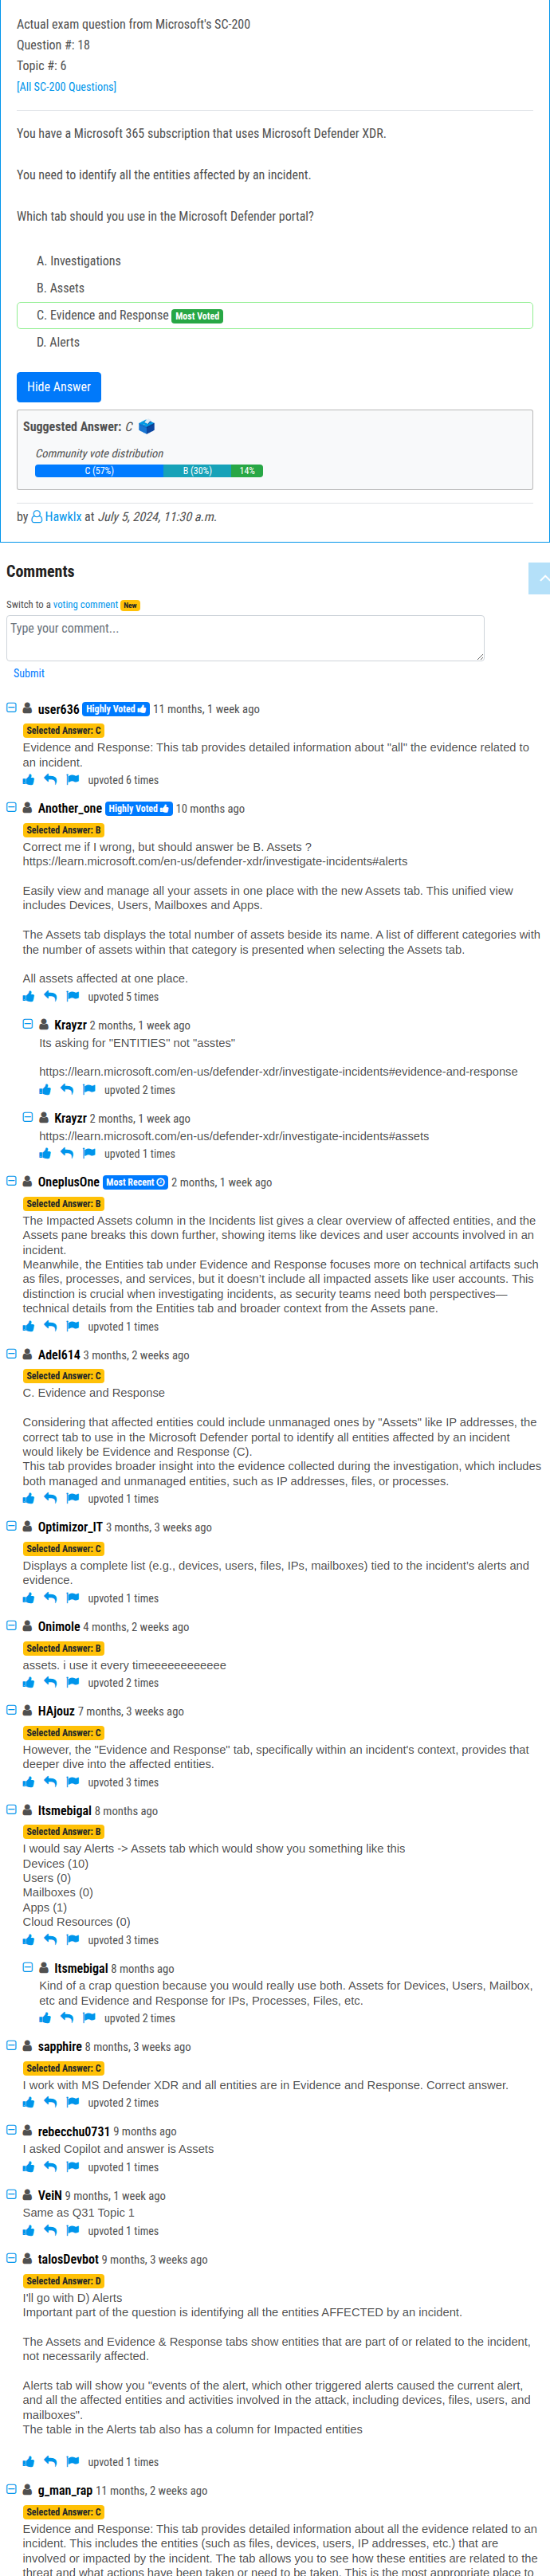 Actual exam question from Microsoft's SC-200
Question #: 18
Topic #: 6
[All SC-200 Questions]
You have a Microsoft 365 subscription that uses Microsoft Defender XDR.
You need to identify all the entities affected by an incident.
Which tab should you use in the Microsoft Defender portal?
A. Investigations
B. Assets
C. Evidence and Response Most Voted
D. Alerts
Hide Answer
Suggested Answer: C
Community vote distribution
C (57%) B (30%) 14%
by Hawklx at July 5, 2024, 11:30 a.m.
Comments
Switch to a voting comment New
Type your comment...
Submit
user636 Highly Voted 11 months, 1 week ago
Selected Answer: C
Evidence and Response: This tab provides detailed information about "all" the evidence related to
an incident.
upvoted 6 times
Another_one Highly Voted 10 months ago
Selected Answer: B
Correct me if I wrong, but should answer be B. Assets ?
https://learn.microsoft.com/en-us/defender-xdr/investigate-incidents#alerts
Easily view and manage all your assets in one place with the new Assets tab. This unified view
includes Devices, Users, Mailboxes and Apps.
The Assets tab displays the total number of assets beside its name. A list of different categories with
the number of assets within that category is presented when selecting the Assets tab.
All assets affected at one place.
upvoted 5 times
Krayzr 2 months, 1 week ago
Its asking for "ENTITIES" not "asstes"
https://learn.microsoft.com/en-us/defender-xdr/investigate-incidents#evidence-and-response
upvoted 2 times
Krayzr 2 months, 1 week ago
https://learn.microsoft.com/en-us/defender-xdr/investigate-incidents#assets
upvoted 1 times
OneplusOne Most Recent 2 months, 1 week ago
Selected Answer: B
The Impacted Assets column in the Incidents list gives a clear overview of affected entities, and the
Assets pane breaks this down further, showing items like devices and user accounts involved in an
incident.
Meanwhile, the Entities tab under Evidence and Response focuses more on technical artifacts such
as files, processes, and services, but it doesn't include all impacted assets like user accounts. This
distinction is crucial when investigating incidents, as security teams need both perspectives—
technical details from the Entities tab and broader context from the Assets pane.
upvoted 1 times
Adel614 3 months, 2 weeks ago
Selected Answer: C
C. Evidence and Response
Considering that affected entities could include unmanaged ones by "Assets" like IP addresses, the
correct tab to use in the Microsoft Defender portal to identify all entities affected by an incident
would likely be Evidence and Response (C).
This tab provides broader insight into the evidence collected during the investigation, which includes
both managed and unmanaged entities, such as IP addresses, files, or processes.
upvoted 1 times
Optimizor_IT 3 months, 3 weeks ago
Selected Answer: C
Displays a complete list (e.g., devices, users, files, IPs, mailboxes) tied to the incident's alerts and
evidence.
upvoted 1 times
Onimole 4 months, 2 weeks ago
Selected Answer: B
assets. i use it every timeeeeeeeeeeee
upvoted 2 times
HAjouz 7 months, 3 weeks ago
Selected Answer: C
However, the "Evidence and Response" tab, specifically within an incident's context, provides that
deeper dive into the affected entities.
upvoted 3 times
Itsmebigal 8 months ago
Selected Answer: B
I would say Alerts -> Assets tab which would show you something like this
Devices (10)
Users (0)
Mailboxes (0)
Apps (1)
Cloud Resources (0)
upvoted 3 times
Itsmebigal 8 months ago
Kind of a crap question because you would really use both. Assets for Devices, Users, Mailbox,
etc and Evidence and Response for IPs, Processes, Files, etc.
upvoted 2 times
sapphire 8 months, 3 weeks ago
Selected Answer: C
I work with MS Defender XDR and all entities are in Evidence and Response. Correct answer.
upvoted 2 times
rebecchu0731 9 months ago
I asked Copilot and answer is Assets
upvoted 1 times
VeiN 9 months, 1 week ago
Same as Q31 Topic 1
upvoted 1 times
talosDevbot 9 months, 3 weeks ago
Selected Answer: D
I'll go with D) Alerts
Important part of the question is identifying all the entities AFFECTED by an incident.
The Assets and Evidence & Response tabs show entities that are part of or related to the incident,
not necessarily affected.
Alerts tab will show you "events of the alert, which other triggered alerts caused the current alert,
and all the affected entities and activities involved in the attack, including devices, files, users, and
mailboxes".
The table in the Alerts tab also has a column for Impacted entities
upvoted 1 times
g_man_rap 11 months, 2 weeks ago
Selected Answer: C
Evidence and Response: This tab provides detailed information about all the evidence related to an
incident. This includes the entities (such as files, devices, users, IP addresses, etc.) that are
involved or impacted by the incident. The tab allows you to see how these entities are related to the
threat and what actions have been taken or need to be taken. This is the most appropriate place to